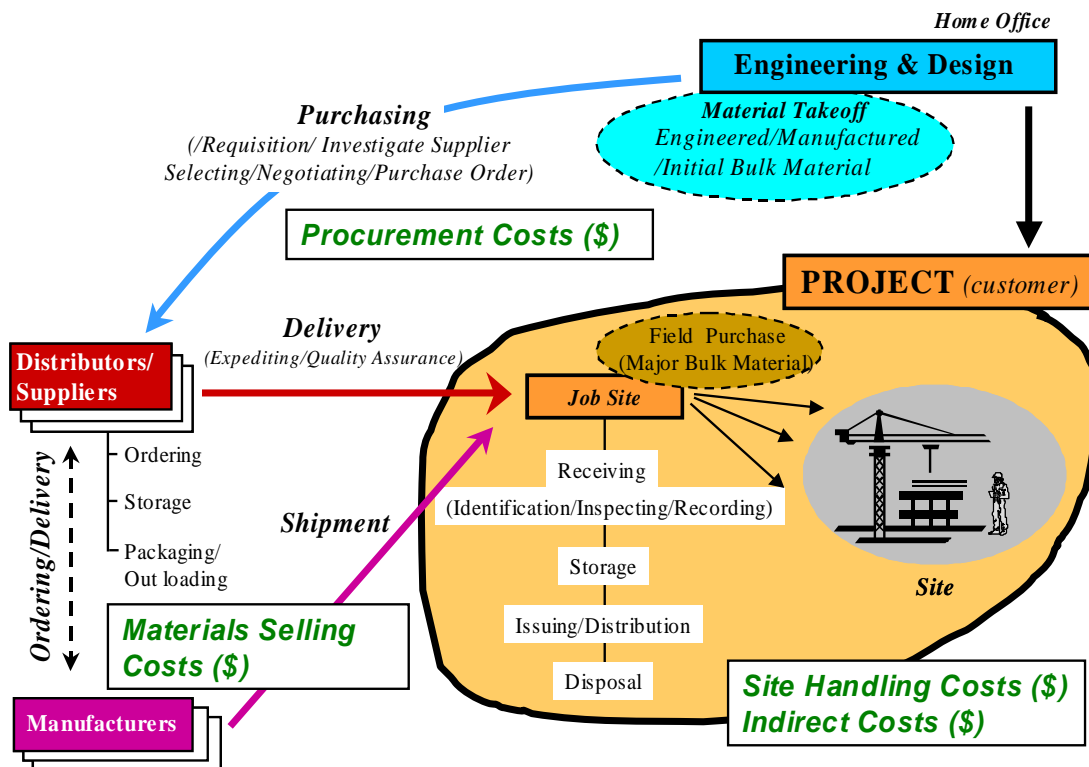 Home Office
Engineering & Design
Material Takeoff
Engineered/Manufactured
/Initial Bulk Material
Purchasing
(/Requisition/ Investigate Supplier
Selecting/Negotiating/Purchase Order)
Procurement Costs ($)
PROJECT (customer)
Delivery
(Expediting/Quality Assurance)
Field Purchase
(Major Bulk Material)
Distributors/
Suppliers
Job Site
Ordering
Storage
Packaging/
Out loading
Ordering/Delivery
Shipment
Receiving
(Identification/Inspecting/Recording)
Storage
Issuing/Distribution
Disposal
Site
Materials Selling
Costs ($)
Site Handling Costs ($)
Indirect Costs ($)
Manufacturers